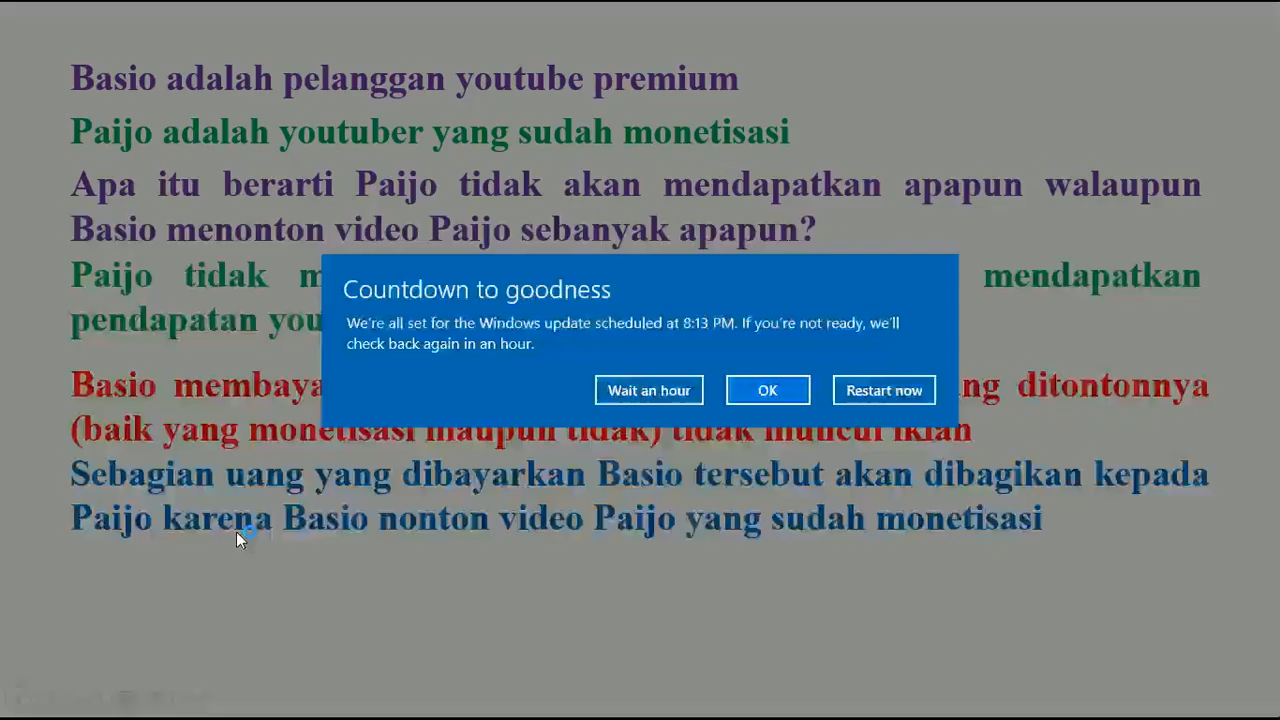 Basio adalah pelanggan youtube premium
Paijo adalah youtuber yang sudah monetisasi
Apa itu berarti Paijo tidak akan mendapatkan apapun walaupun
Basio menonton video Paijo sebanyak apapun?
Paijo tidak mendapatkan
pendapatan
Basio ditontonnya
(baik yang monetisasi maupun tidak) tidak muncul iklan
Sebagian uang yang dibayarkan Basio tersebut akan dibagikan kepada
Paijo karena Basio nonton video Paijo yang sudah monetisasi
Countdown to goodness
We're all set for the Windows update scheduled at 8:13 PM. If you're not ready, we'll
check back again in an hour.
Wait an hour OK Restart now